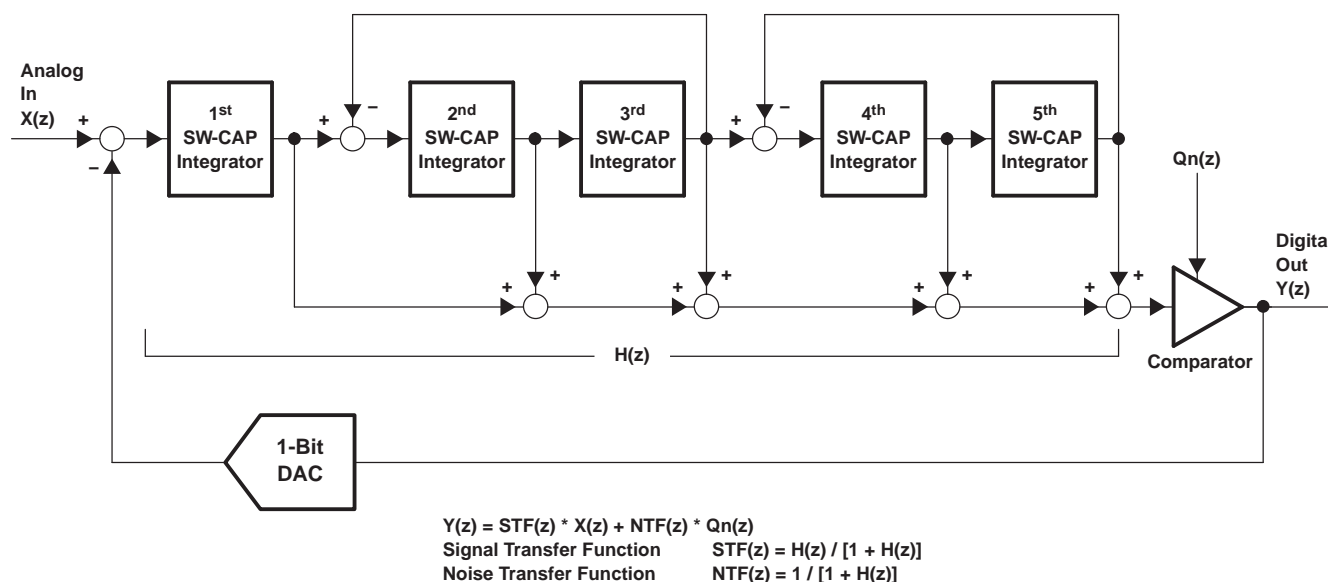 Analog
In
X(z)
+
−
1st
SW-CAP
Integrator
+
−
2nd
SW-CAP
Integrator
3rd
SW-CAP
Integrator
+
−
4th
SW-CAP
Integrator
5th
SW-CAP
Integrator
Qn(z)
Digital
Out
Y(z)
+
+
+
+
+
+
+
+
H(z)
Comparator
1-Bit
DAC
Y(z) = STF(z) * X(z) + NTF(z) * Qn(z)
Signal Transfer Function STF(z) = H(z) / [1 + H(z)]
Noise Transfer Function NTF(z) = 1 / [1 + H(z)]